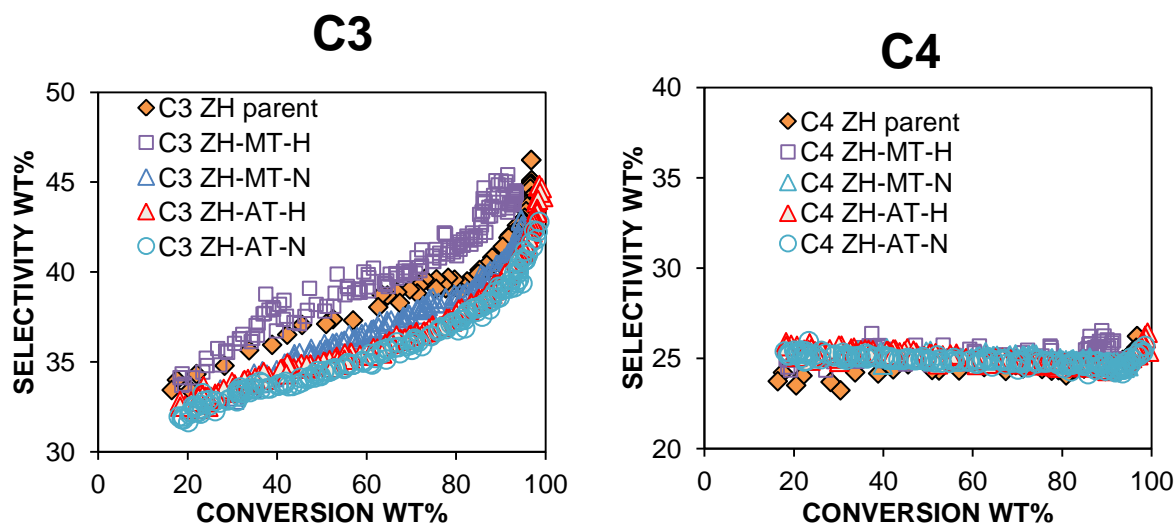 C3
50
45
40
35
30
SELECTIVITY WT%
C3 ZH parent
C3 ZH-MT-H
C3 ZH-MT-N
C3 ZH-AT-H
C3 ZH-AT-N
0 20 40 60 80 100
CONVERSION WT%
C4
40
35
30
25
20
SELECTIVITY WT%
C4 ZH parent
C4 ZH-MT-H
C4 ZH-MT-N
C4 ZH-AT-H
C4 ZH-AT-N
0 20 40 60 80 100
CONVERSION WT%